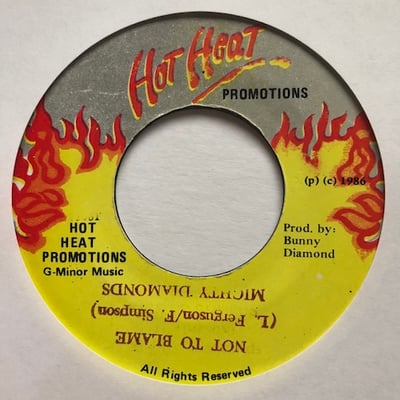 Hot Heat
PROMOTIONS
(p) (c) 1986
HOT
HEAT
PROMOTIONS
G-Minor Music
Prod. by:
Bunny
Diamond
NOT TO BLAME
(L. Ferguson/F. Simpson)
MIGHTY DIAMONDS
All Rights Reserved